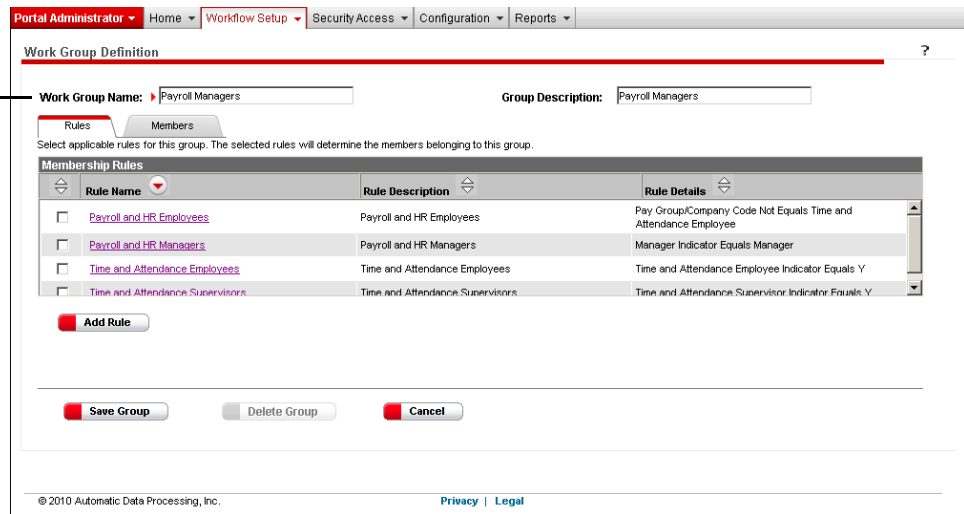 Portal Administrator Home Workflow Setup Security Access Configuration Reports
Work Group Definition ?
Work Group Name: Payroll Managers Group Description: Payroll Managers
Rules Members
Select applicable rules for this group. The selected rules will determine the members belonging to this group.
Membership Rules
Rule Name Rule Description Rule Details
Payroll and HR Employees Payroll and HR Employees Pay Group/Company Code Not Equals Time and
Attendance Employee
Payroll and HR Managers Payroll and HR Managers Manager Indicator Equals Manager
Time and Attendance Employees Time and Attendance Employees Time and Attendance Employee Indicator Equals Y
Time and Attendance Supervisors Time and Attendance Supervisors Time and Attendance Supervisor Indicator Equals Y
Add Rule
Save Group Delete Group Cancel
© 2010 Automatic Data Processing, Inc. Privacy | Legal